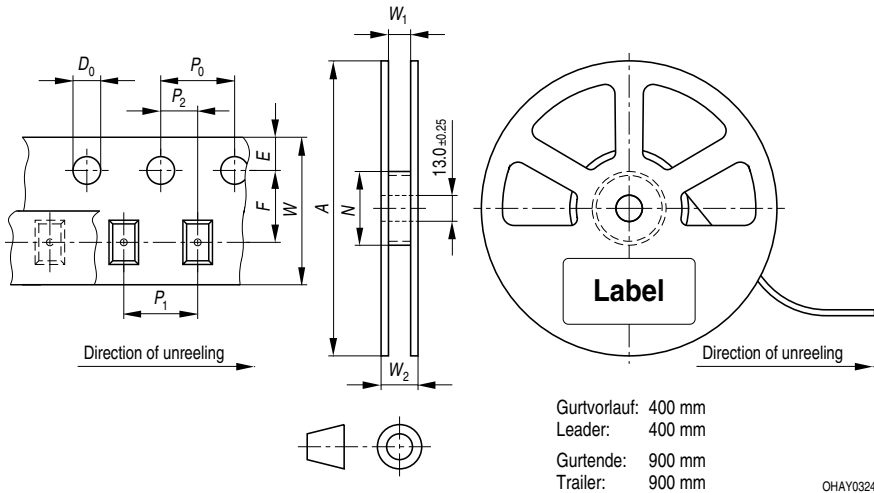 W1
D0
P0
P2
E
F
W
A
N
13.0 ±0.25
Label
P1
W2
Direction of unreeling
Direction of unreeling
Gurtvorlauf: 400 mm
Leader: 400 mm
Gurtende: 900 mm
Trailer: 900 mm
OHAY0324